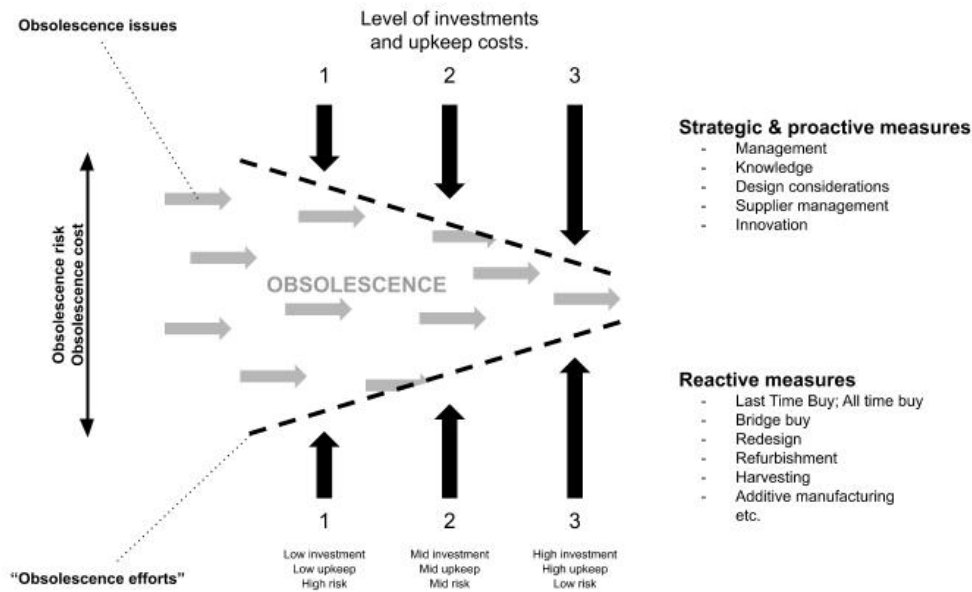 Obsolescence issues
Level of investments
and upkeep costs.
1
2
3
Strategic & proactive measures
- Management
- Knowledge
- Design considerations
- Supplier management
- Innovation
Obsolescence risk
Obsolescence cost
OBSOLESCENCE
Reactive measures
- Last Time Buy; All time buy
- Bridge buy
- Redesign
- Refurbishment
- Harvesting
- Additive manufacturing
etc.
1
2
3
Low investment
Low upkeep
High risk
Mid investment
Mid upkeep
Mid risk
High investment
High upkeep
Low risk
“Obsolescence efforts”